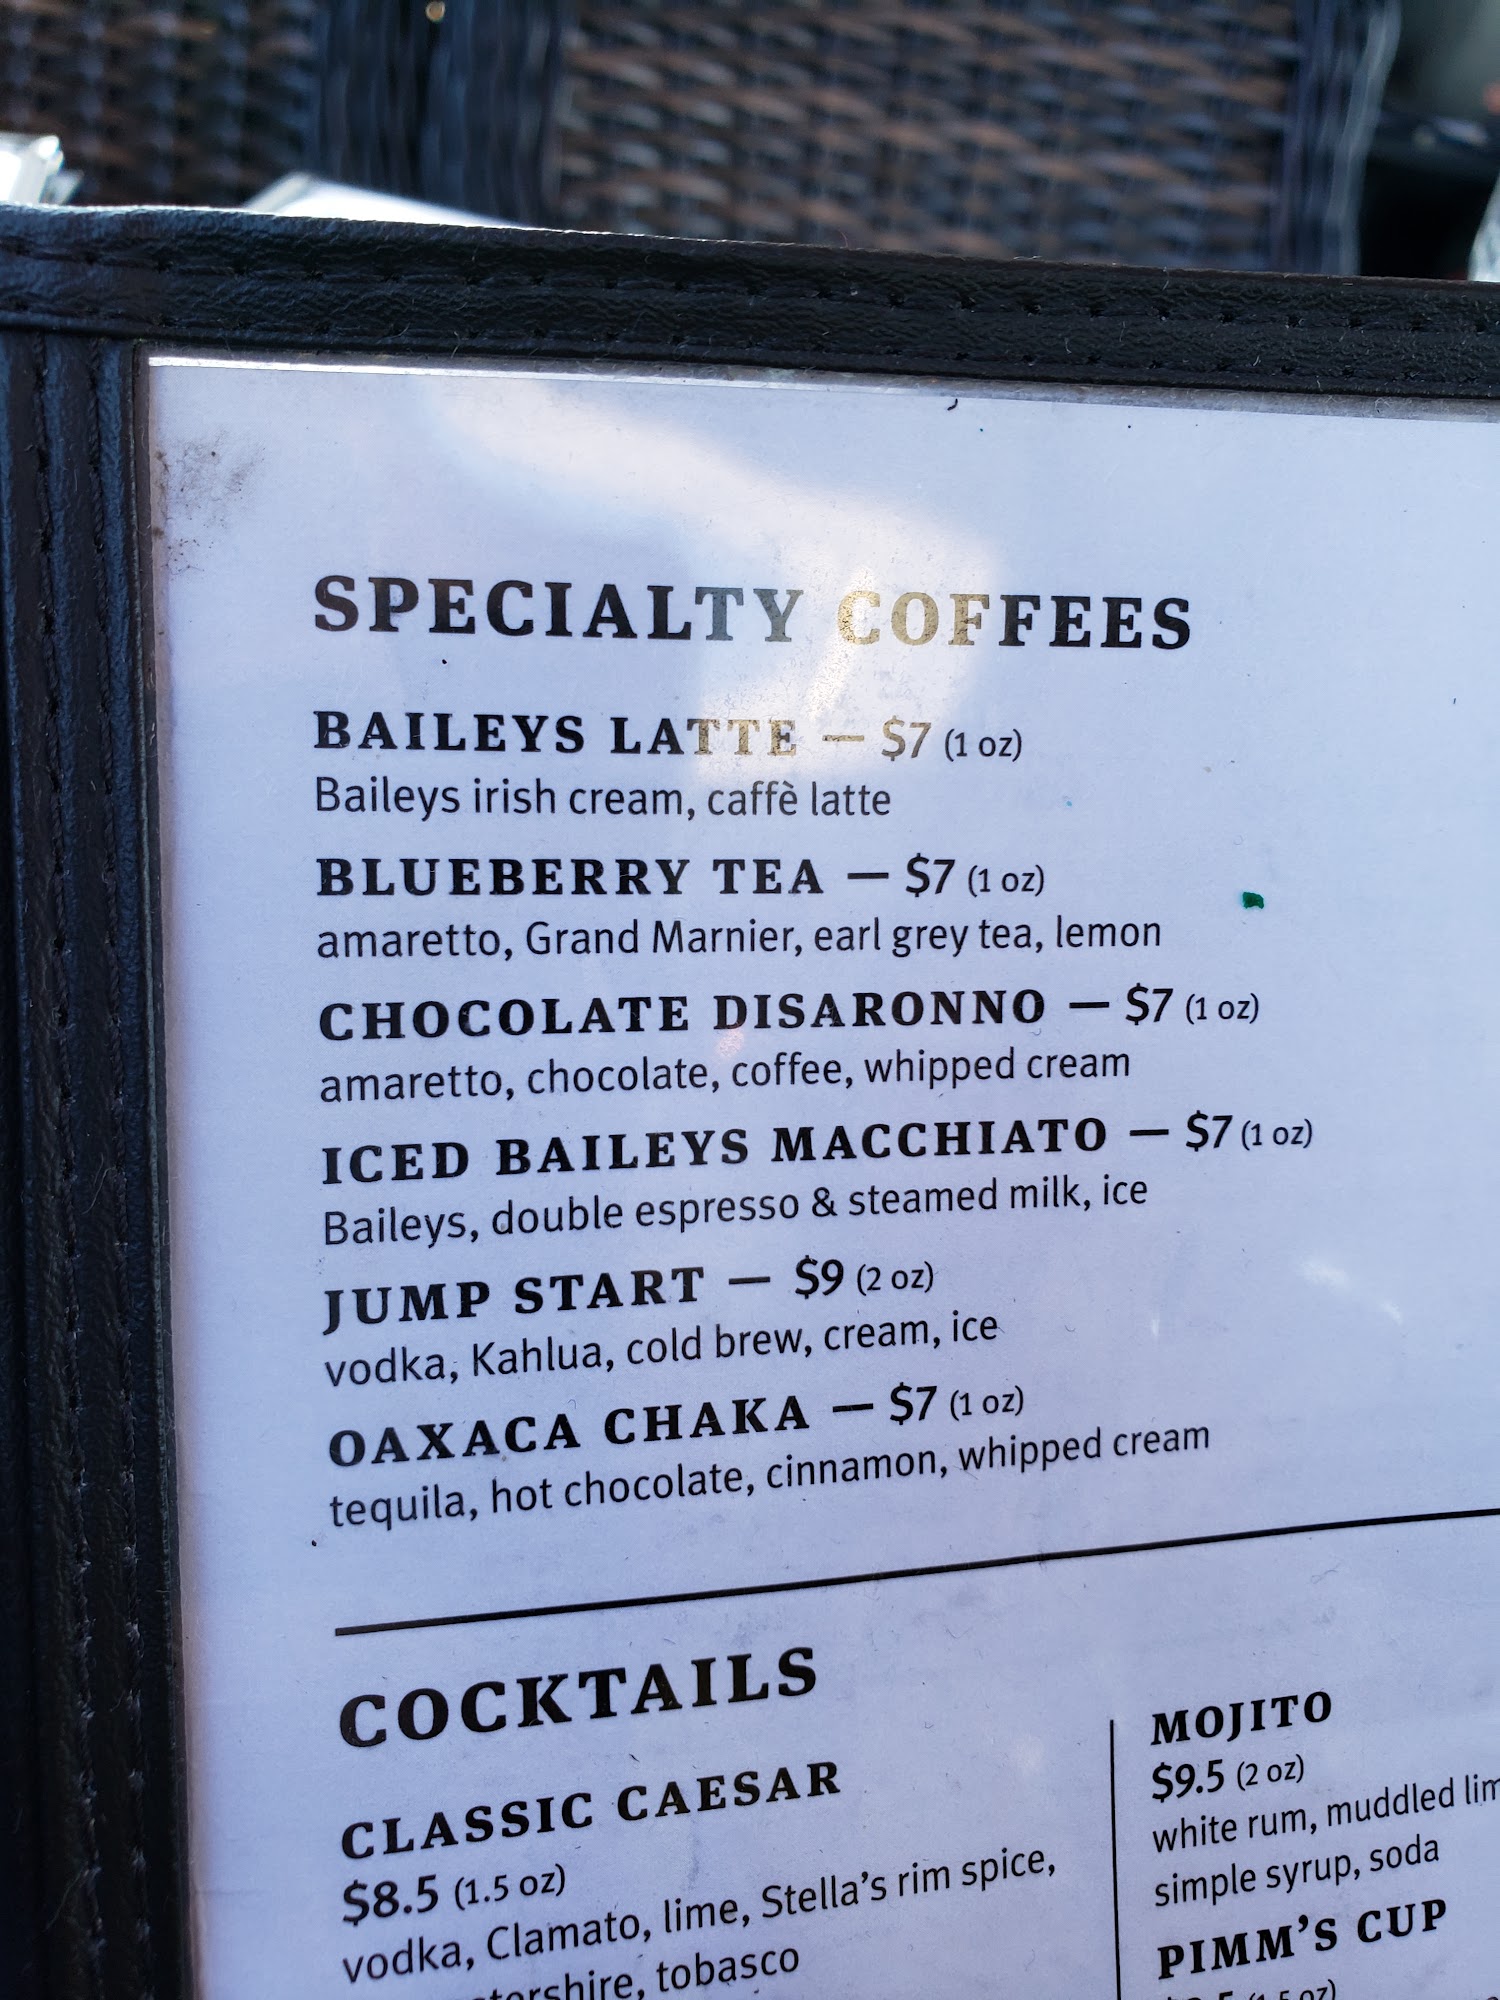 SPECIALTY COFFEES
BAILEYS LATTE — $7 (1 oz)
Baileys irish cream, caffè latte
BLUEBERRY TEA — $7 (1 oz)
amaretto, Grand Marnier, earl grey tea, lemon
CHOCOLATE DISARONNO — $7 (1 oz)
amaretto, chocolate, coffee, whipped cream
ICED BAILEYS MACCHIATO — $7 (1 oz)
Baileys, double espresso & steamed milk, ice
JUMP START — $9 (2 oz)
vodka, Kahlua, cold brew, cream, ice
OAXACA CHAKA — $7 (1 oz)
tequila, hot chocolate, cinnamon, whipped cream
COCKTAILS
CLASSIC CAESAR
$8.5 (1.5 oz)
vodka, Clamato, lime, Stella's rim spice,
tobasco
MOJITO
$9.5 (2 oz)
white rum, muddled
simple syrup, soda
PIMM'S CUP